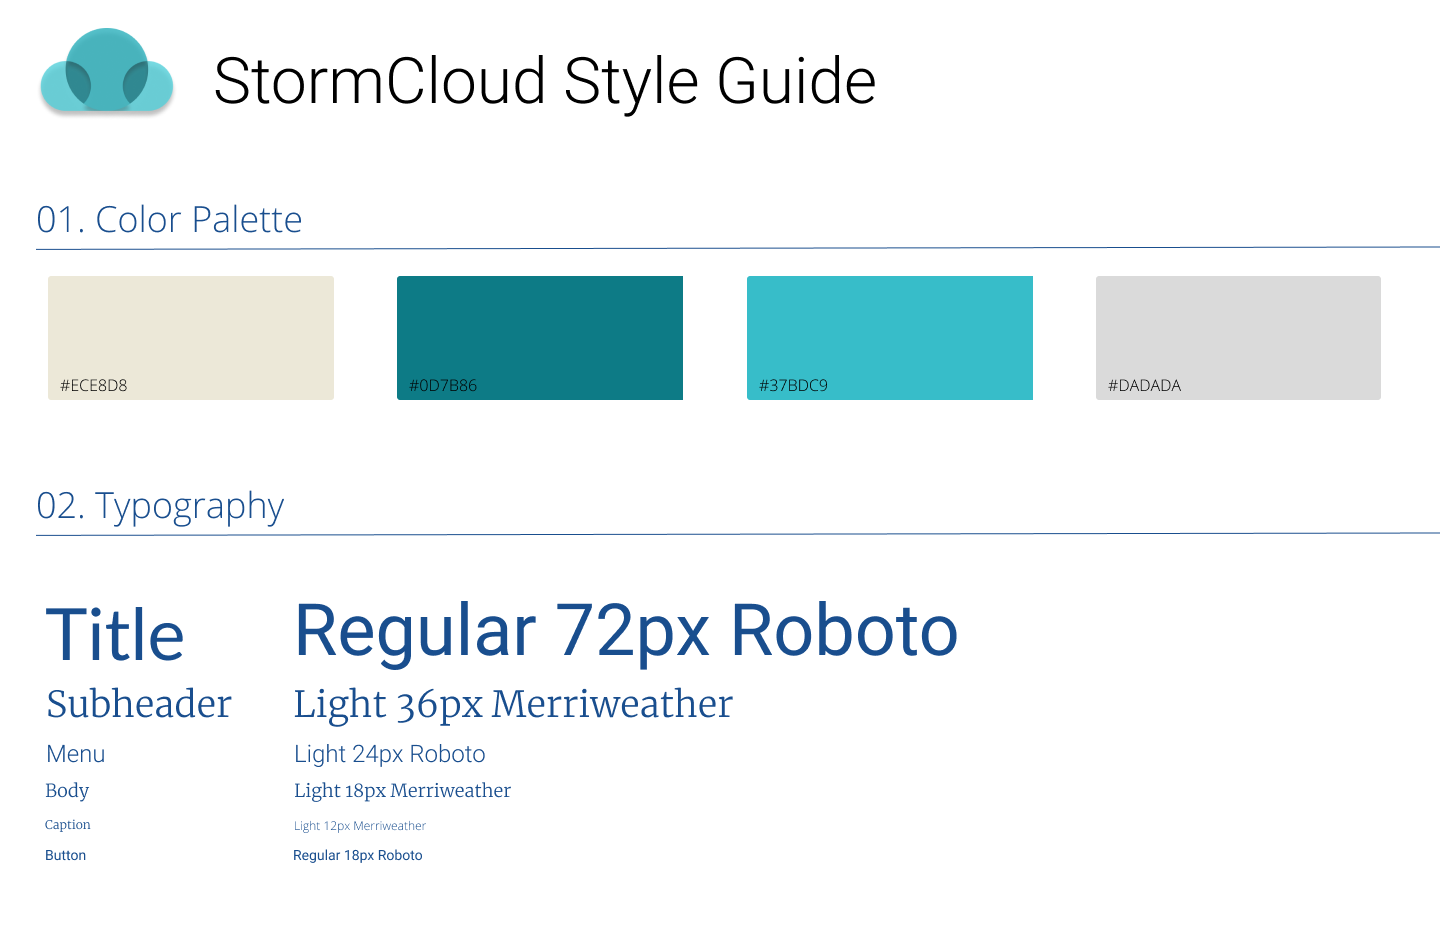 StormCloud Style Guide
01. Color Palette
#ECE8D8 #0D7B86 #37BDC9 #DADADA
02. Typography
Title Regular 72px Roboto
Subheader Light 36px Merriweather
Menu Light 24px Roboto
Body Light 18px Merriweather
Caption Light 12px Merriweather
Button Regular 18px Roboto